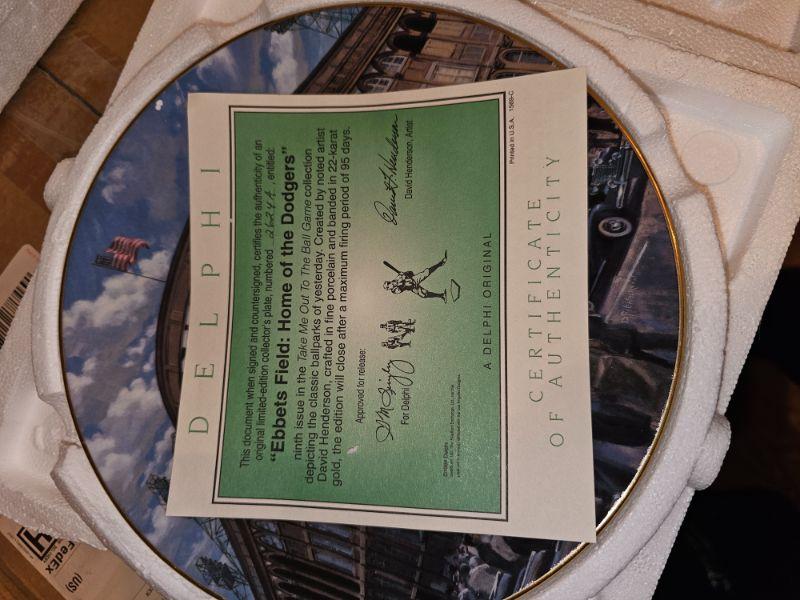 DELPHI
This document when signed and countersigned, certifies the authenticity of an
original limited-edition collector's plate, numbered 2624A, entitled:
"Ebbets Field: Home of the Dodgers"
ninth issue in the Take Me Out To The Ball Game collection
depicting the classic ballparks of yesterday. Created by noted artist
David Henderson, crafted in fine porcelain and banded in 22-karat
gold, the edition will close after a maximum firing period of 95 days.
Approved for release:
For Delphi
David Henderson, Artist
A DELPHI ORIGINAL
Printed in U.S.A. 1569-C
CERTIFICATE
OF AUTHENTICITY
FedEx
(US)